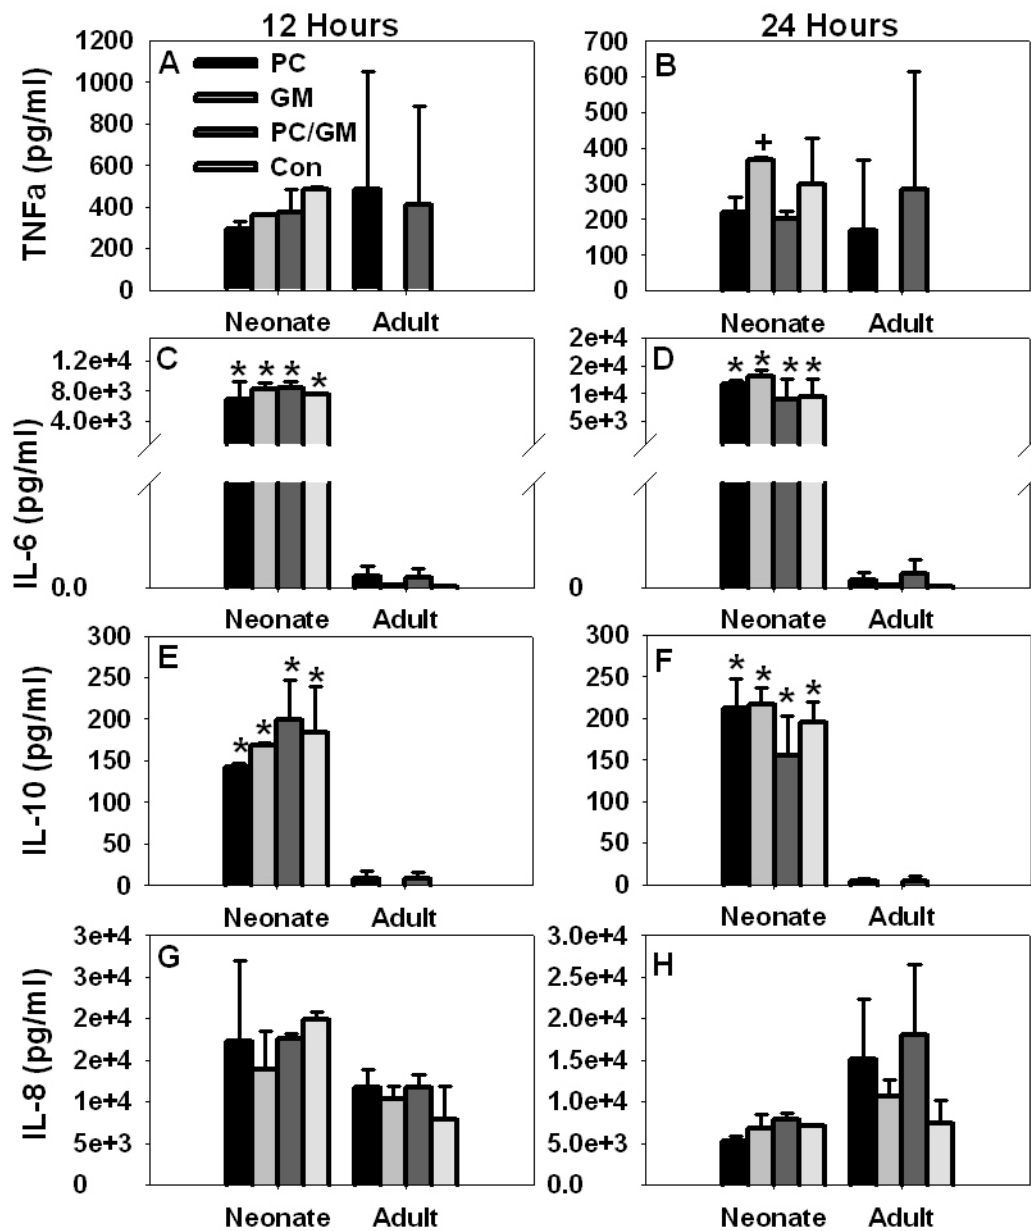 12 Hours
24 Hours
TNFa (pg/ml)
1200
1000
800
600
400
200
0
A
PC
GM
PC/GM
Con
Neonate Adult
700
600
500
400
300
200
100
0
B
+
Neonate Adult
IL-6 (pg/ml)
1.2e+4
8.0e+3
4.0e+3
0.0
C
* * * *
Neonate Adult
2e+4
2e+4
1e+4
5e+3
0
D
* * * *
Neonate Adult
IL-10 (pg/ml)
300
250
200
150
100
50
0
E
* * * *
Neonate Adult
300
250
200
150
100
50
0
F
* * * *
Neonate Adult
IL-8 (pg/ml)
3e+4
3e+4
2e+4
2e+4
1e+4
5e+3
0
G
Neonate Adult
3.0e+4
2.5e+4
2.0e+4
1.5e+4
1.0e+4
5.0e+3
0.0
H
Neonate Adult